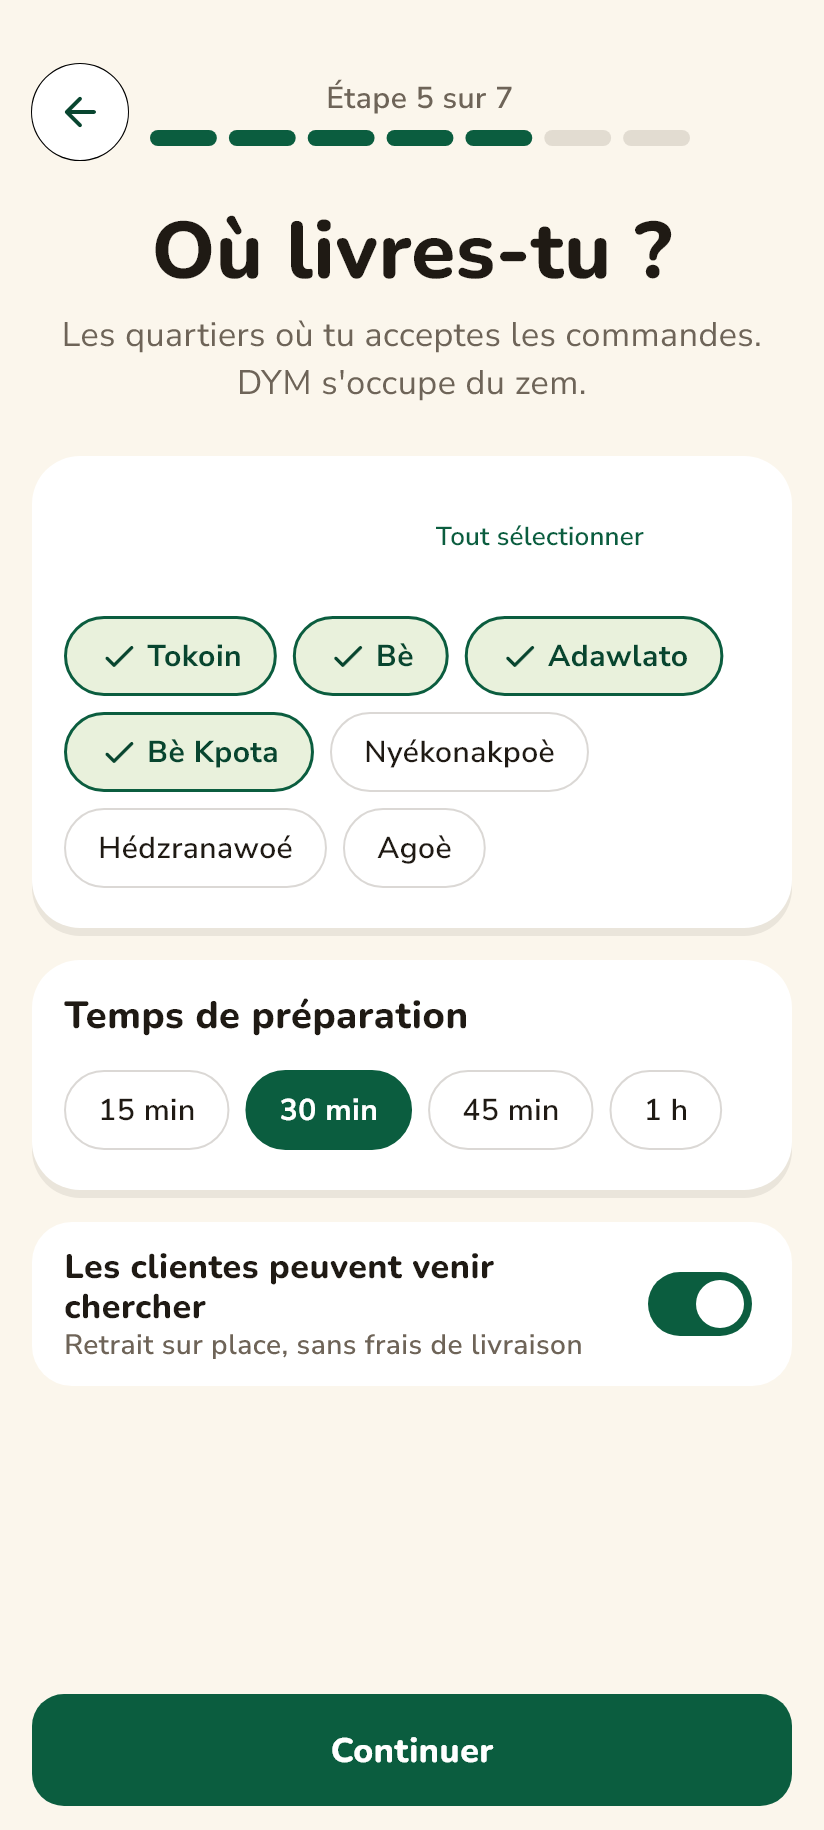 Étape 5 sur 7
Où livres-tu ?
Les quartiers où tu acceptes les commandes.
DYM s'occupe du zem.
Tout sélectionner
Tokoin
Bè
Adawlato
Bè Kpota
Nyékonakpoè
Hédzranawoé
Agoè
Temps de préparation
15 min
30 min
45 min
1 h
Les clientes peuvent venir
chercher
Retrait sur place, sans frais de livraison
Continuer